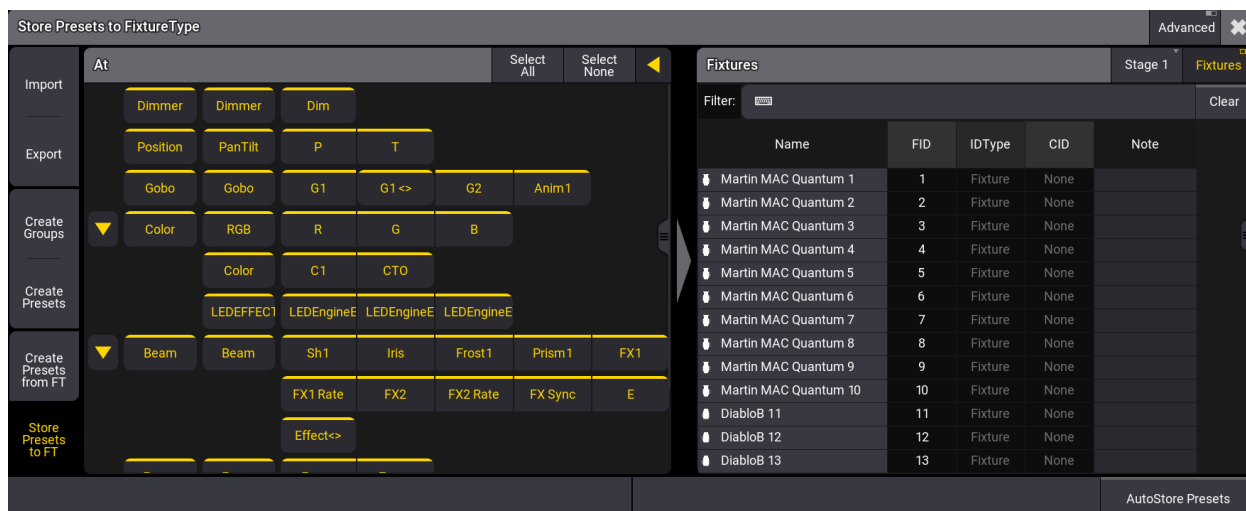 Store Presets to FixtureType
Advanced
Import
Export
Create
Groups
Create
Presets
Create
Presets
from FT
Store
Presets
to FT
At
Select
All
Select
None
Dimmer Dimmer Dim
Position PanTilt P T
Gobo Gobo G1 G1 <> G2 Anim1
Color RGB R G B
Color C1 CTO
LEDEFFECT LEDEngineE LEDEngineE LEDEngineE
Beam Beam Sh1 Iris Frost1 Prism1 FX1
FX1 Rate FX2 FX2 Rate FX Sync E
Effect<>
Fixtures
Stage 1
Fixtures
Filter:
Clear
Name FID IDType CID Note
Martin MAC Quantum 1 1 Fixture None
Martin MAC Quantum 2 2 Fixture None
Martin MAC Quantum 3 3 Fixture None
Martin MAC Quantum 4 4 Fixture None
Martin MAC Quantum 5 5 Fixture None
Martin MAC Quantum 6 6 Fixture None
Martin MAC Quantum 7 7 Fixture None
Martin MAC Quantum 8 8 Fixture None
Martin MAC Quantum 9 9 Fixture None
Martin MAC Quantum 10 10 Fixture None
DiabloB 11 11 Fixture None
DiabloB 12 12 Fixture None
DiabloB 13 13 Fixture None
AutoStore Presets